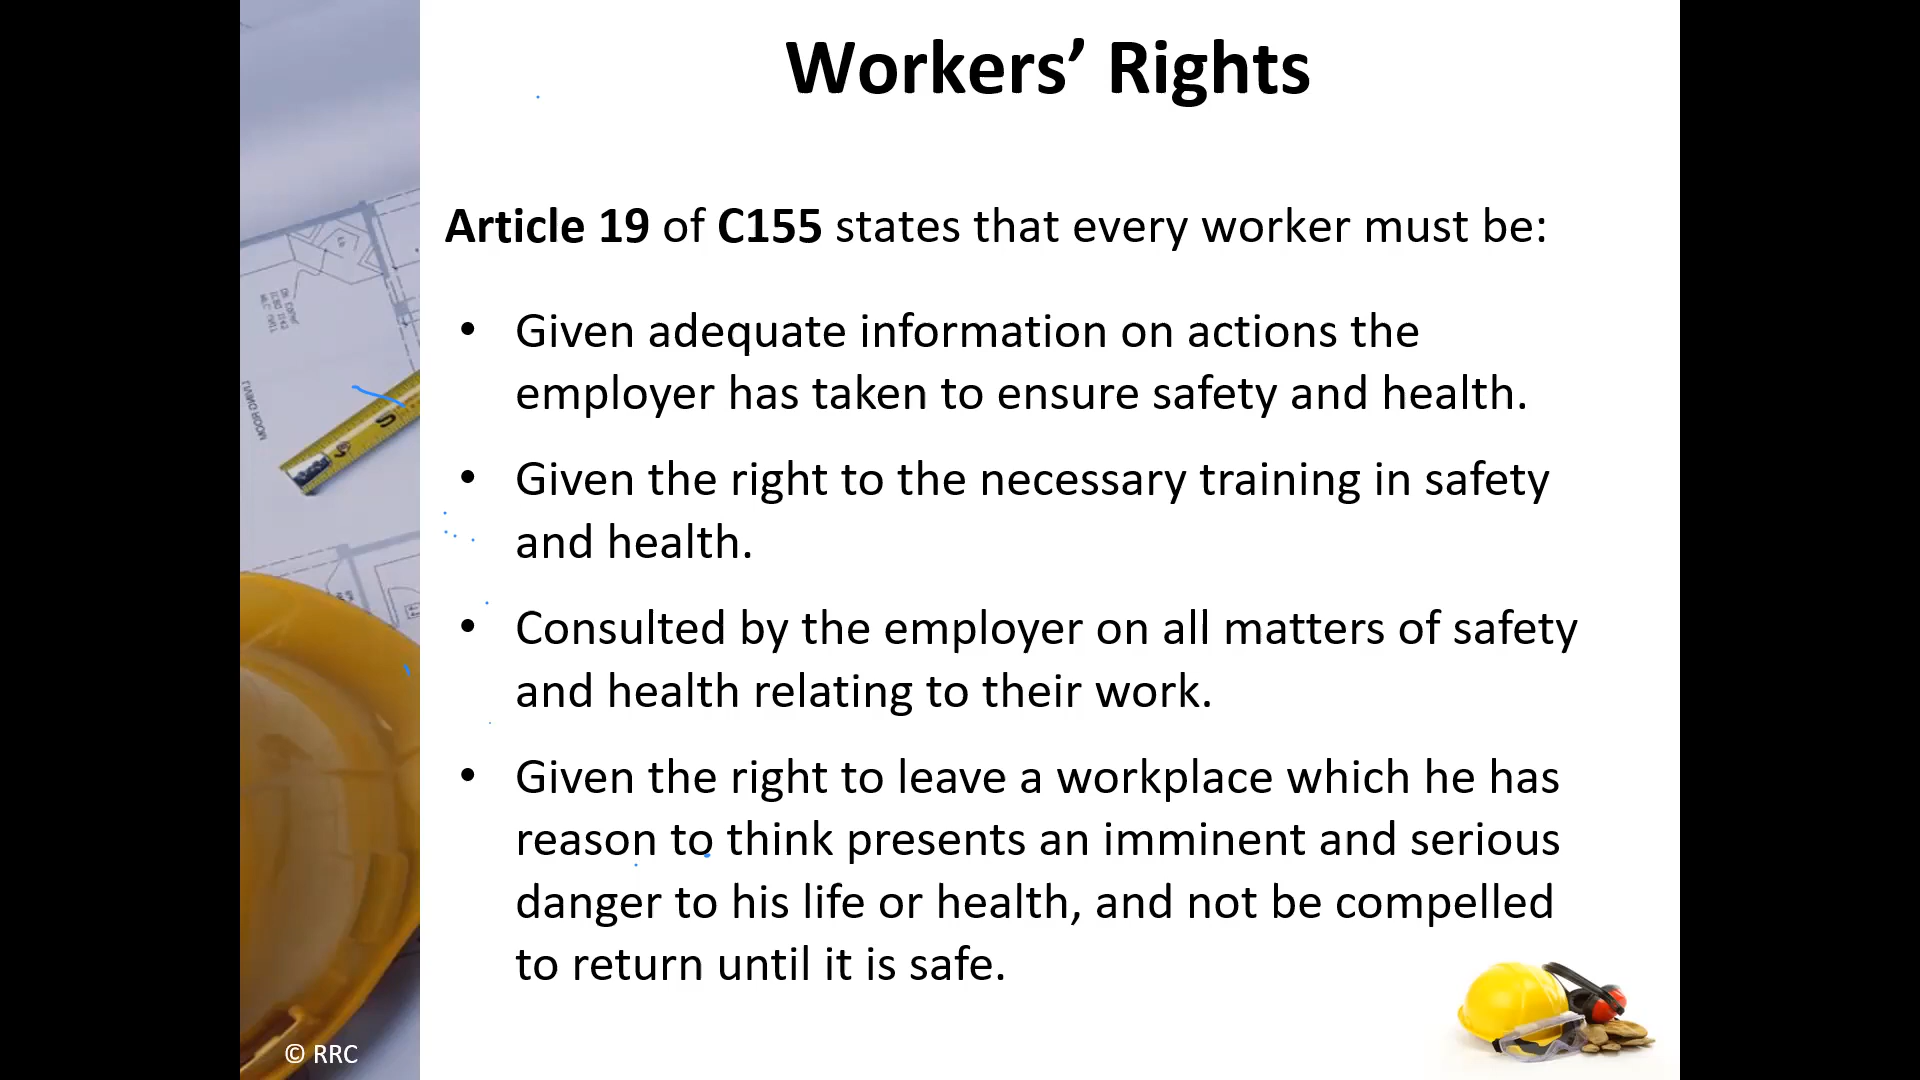 Workers’ Rights
Article 19 of C155 states that every worker must be:
• Given adequate information on actions the
employer has taken to ensure safety and health.
• Given the right to the necessary training in safety
and health.
• Consulted by the employer on all matters of safety
and health relating to their work.
• Given the right to leave a workplace which he has
reason to think presents an imminent and serious
danger to his life or health, and not be compelled
to return until it is safe.
© RRC